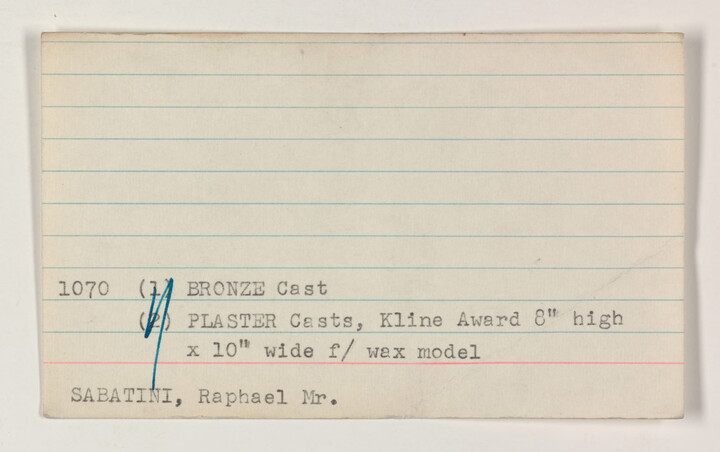 1070 (1) BRONZE Cast
(2) PLASTER Casts, Kline Award 8" high
x 10" wide f/ wax model
SABATINI, Raphael Mr.